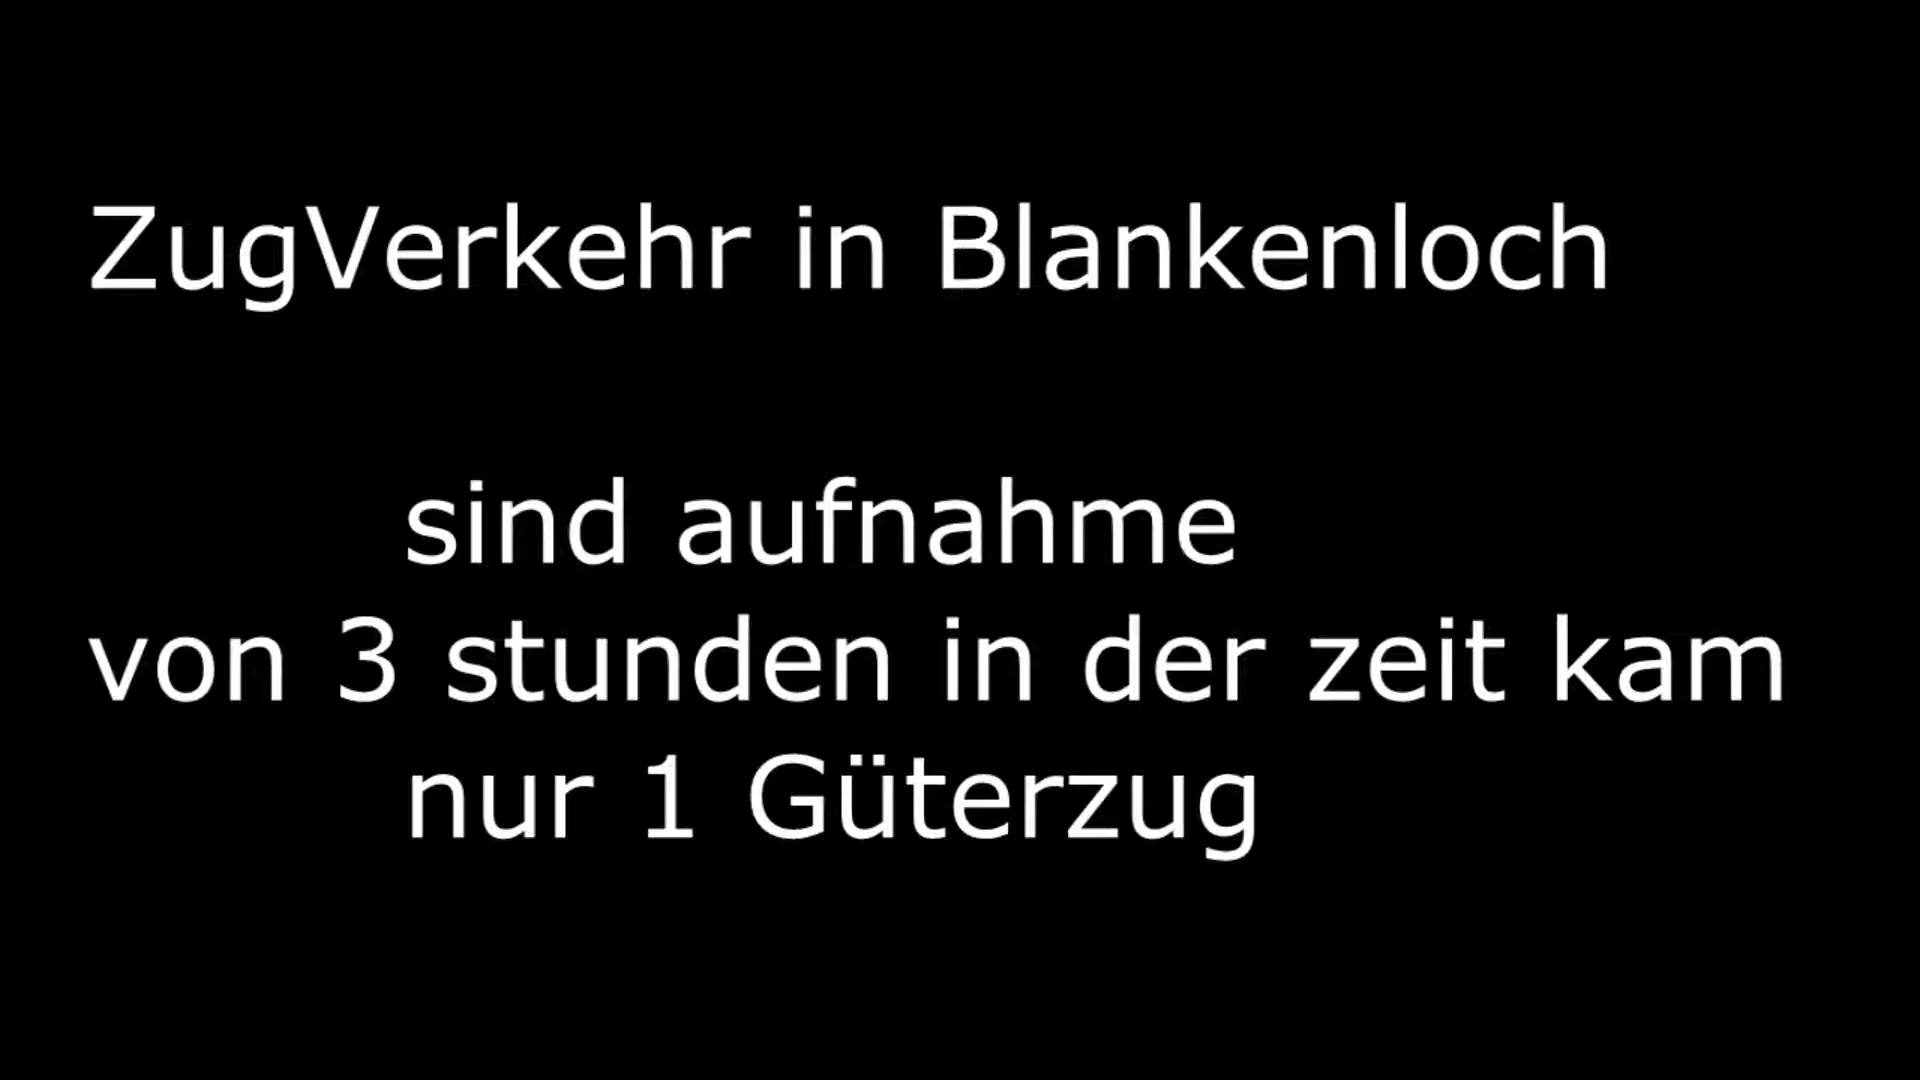 ZugVerkehr in Blankenloch
sind aufnahme
von 3 stunden in der zeit kam
nur 1 Güterzug